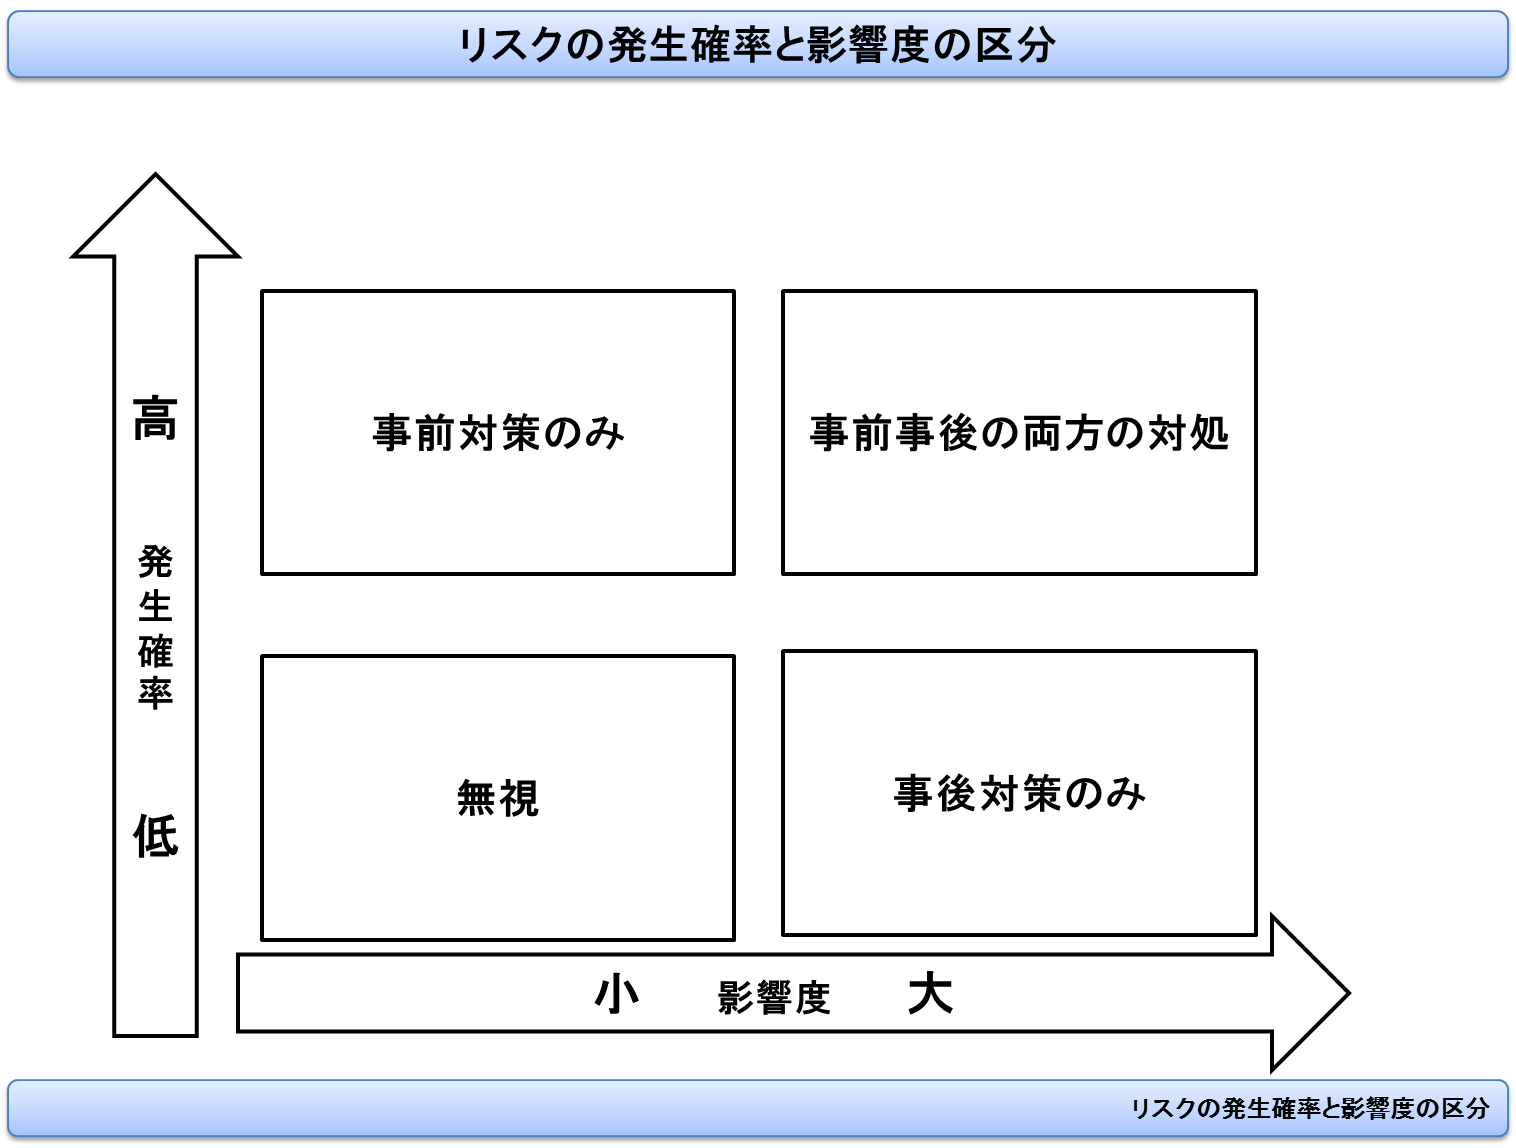 リスクの発生確率と影響度の区分
高
発生確率
低
事前対策のみ
事前事後の両方の対処
無視
事後対策のみ
小 影響度 大
リスクの発生確率と影響度の区分